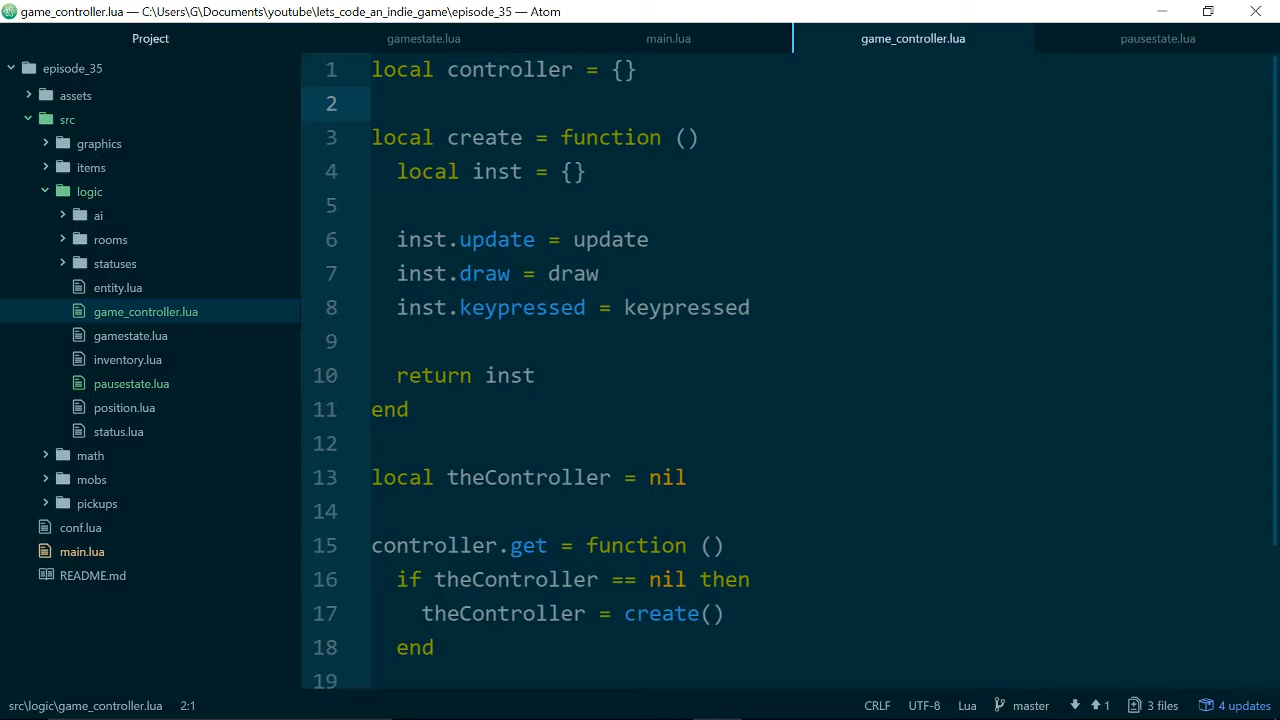 game_controller.lua — C:\Users\G\Documents\youtube\lets_code_an_indie_game\episode_35 — Atom
Project
gamestate.lua
main.lua
game_controller.lua
pausestate.lua
episode_35
assets
src
graphics
items
logic
ai
rooms
statuses
entity.lua
game_controller.lua
gamestate.lua
inventory.lua
pausestate.lua
position.lua
status.lua
math
mobs
pickups
conf.lua
main.lua
README.md
1 local controller = {}
2
3 local create = function ()
4   local inst = {}
5
6   inst.update = update
7   inst.draw = draw
8   inst.keypressed = keypressed
9
10   return inst
11 end
12
13 local theController = nil
14
15 controller.get = function ()
16   if theController == nil then
17     theController = create()
18   end
19
src\logic\game_controller.lua 2:1 CRLF UTF-8 Lua master 1 3 files 4 updates